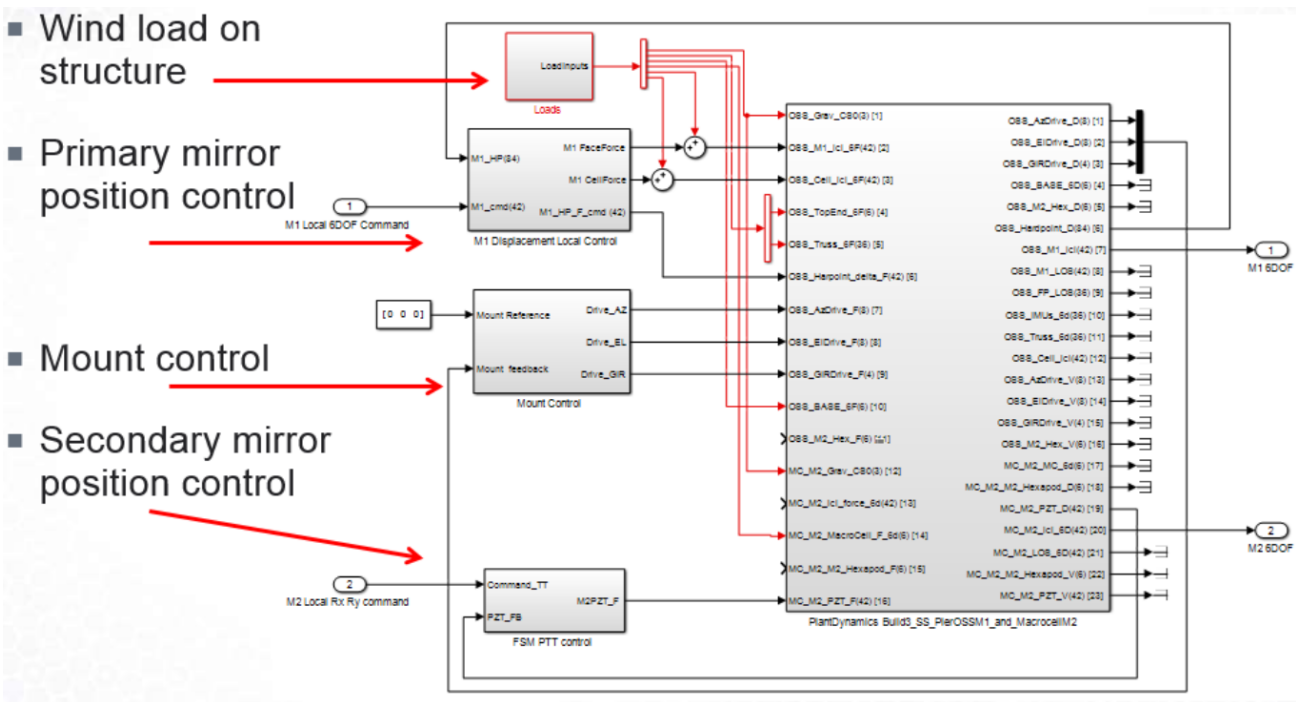 Wind load on
structure
Primary mirror
position control
Mount control
Secondary mirror
position control
LoadInputs
Loads
M1_HP(84)
M1_cmd(42)
M1 FaceForce
M1 CellForce
M1_HP_F_cmd (42)
M1 Displacement Local Control
1
M1 Local 6DOF Command
[0 0 0]
Mount Reference
Mount feedback
Drive_AZ
Drive_EL
Drive_GIR
Mount Control
2
M2 Local Rx Ry command
Command_TT
PZT_FB
M2PZT_F
FSM PTT control
OSS_Grav_CS0(3) [1]
OSS_M1_lcl_6F(42) [2]
OSS_Cell_lcl_6F(42) [3]
OSS_TopEnd_6F(6) [4]
OSS_Truss_6F(36) [5]
OSS_Harpoint_delta_F(42) [6]
OSS_AzDrive_F(8) [7]
OSS_ElDrive_F(8) [8]
OSS_GIRDrive_F(4) [9]
OSS_BASE_6F(6) [10]
OSS_M2_Hex_F(6) [11]
MC_M2_Grav_CS0(3) [12]
MC_M2_lcl_force_6d(42) [13]
MC_M2_MacroCell_F_6d(6) [14]
MC_M2_M2_Hexapod_F(6) [15]
MC_M2_PZT_F(42) [16]
OSS_AzDrive_D(8) [1]
OSS_ElDrive_D(8) [2]
OSS_GIRDrive_D(4) [3]
OSS_BASE_6D(6) [4]
OSS_M2_Hex_D(6) [5]
OSS_Hardpoint_D(84) [6]
OSS_M1_lcl(42) [7]
OSS_M1_LOS(42) [8]
OSS_FP_LOS(36) [9]
OSS_IMUs_6d(36) [10]
OSS_Truss_6d(36) [11]
OSS_Cell_lcl(42) [12]
OSS_AzDrive_V(8) [13]
OSS_ElDrive_V(8) [14]
OSS_GIRDrive_V(4) [15]
OSS_M2_Hex_V(6) [16]
MC_M2_MC_6d(6) [17]
MC_M2_M2_Hexapod_D(6) [18]
MC_M2_PZT_D(42) [19]
MC_M2_lcl_6D(42) [20]
MC_M2_LOS_6D(42) [21]
MC_M2_M2_Hexapod_V(6) [22]
MC_M2_PZT_V(42) [23]
PlantDynamics Build3_SS_PierOSSM1_and_MacrocellM2
1
M1 6DOF
2
M2 6DOF